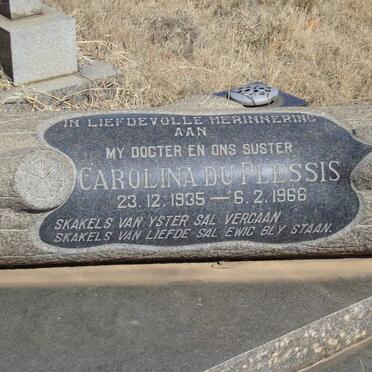 IN LIEFDEVOLLE HERINNERING
AAN
MY DOGTER EN ONS SUSTER
CAROLINA DU PLESSIS
23.12.1935 — 6.2.1966
SKAKELS VAN YSTER SAL VERGAAN
SKAKELS VAN LIEFDE SAL EWIG BLY STAAN.